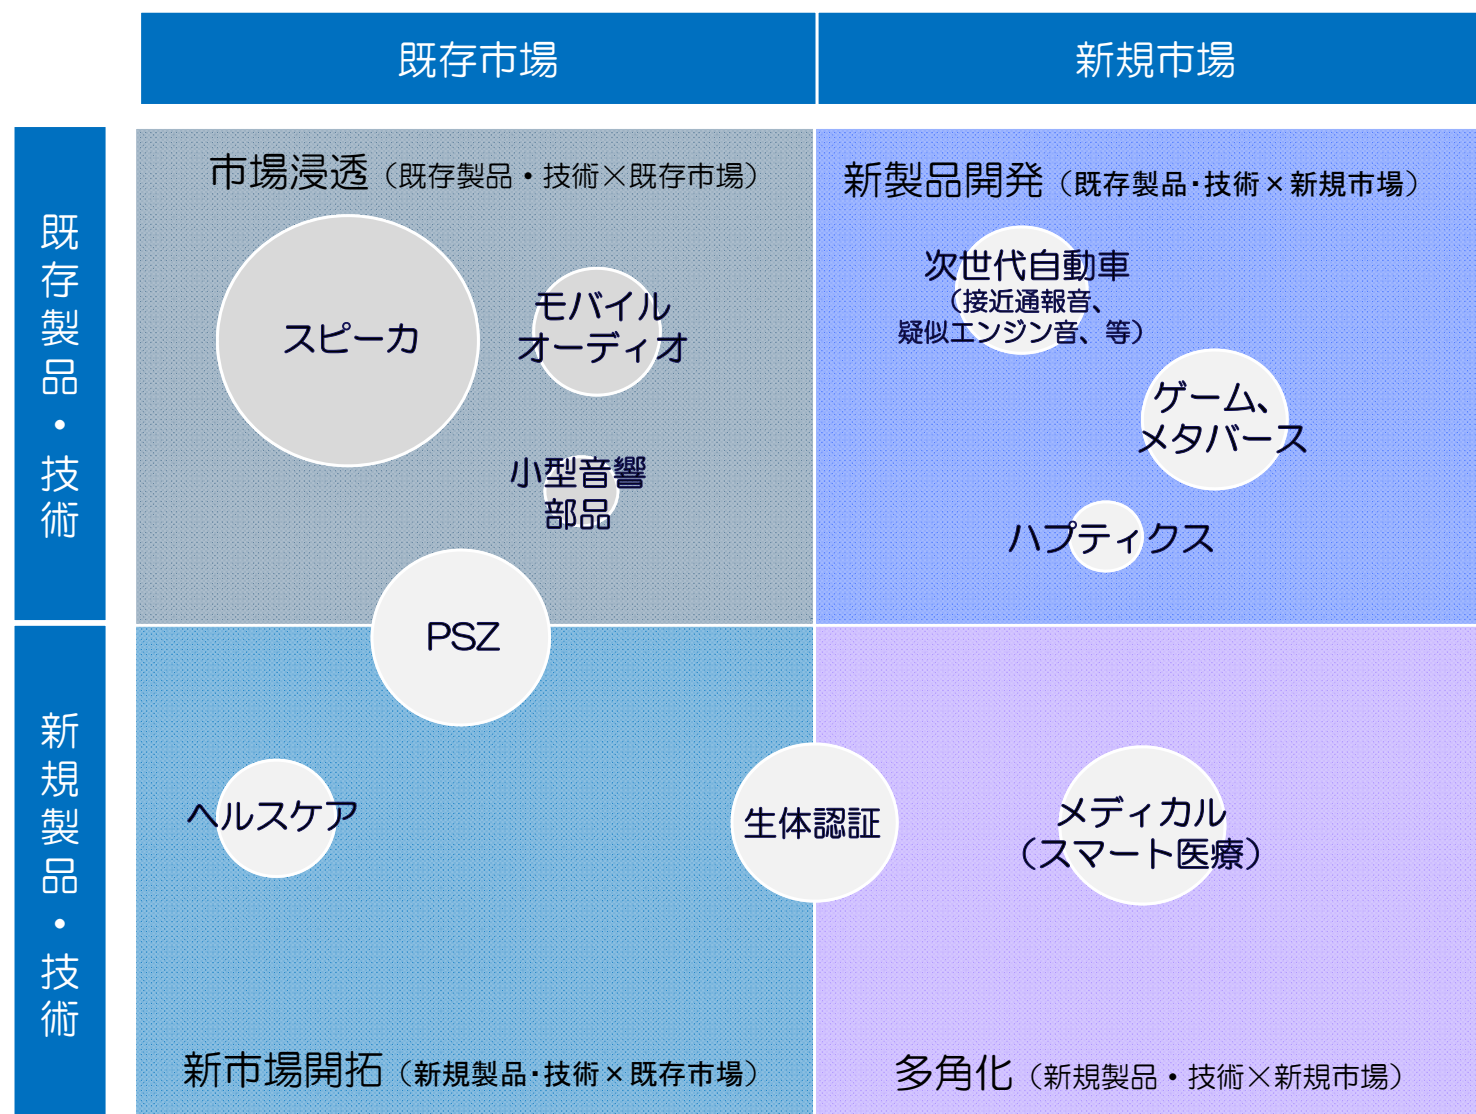 既存市場
新規市場
既存製品・技術
市場浸透（既存製品・技術×既存市場）
スピーカ
モバイル
オーディオ
小型音響
部品
新製品開発（既存製品・技術×新規市場）
次世代自動車
（接近通報音、
疑似エンジン音、等）
ゲーム、
メタバース
ハプティクス
PSZ
新規製品・技術
ヘルスケア
生体認証
メディカル
（スマート医療）
新市場開拓（新規製品・技術×既存市場）
多角化（新規製品・技術×新規市場）